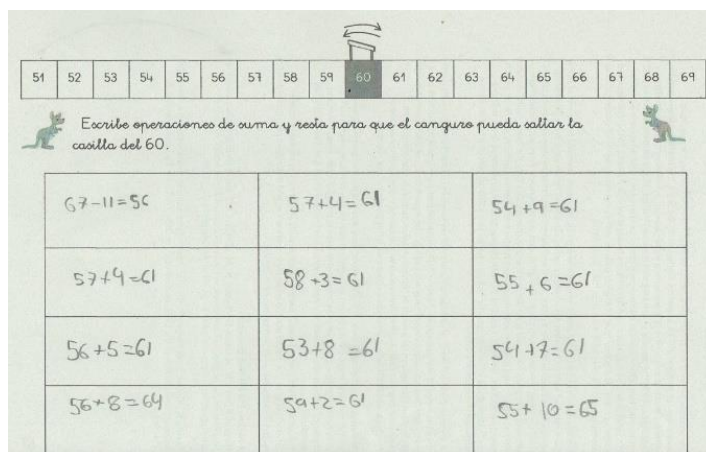 51 52 53 54 55 56 57 58 59 60 61 62 63 64 65 66 67 68 69
Escribe operaciones de suma y resta para que el canguro pueda saltar la
casilla del 60.
67-11=56 57+4=61 54+9=61
57+4=61 58+3=61 55+6=61
56+5=61 53+8=61 54+7=61
56+8=64 59+2=61 55+10=65